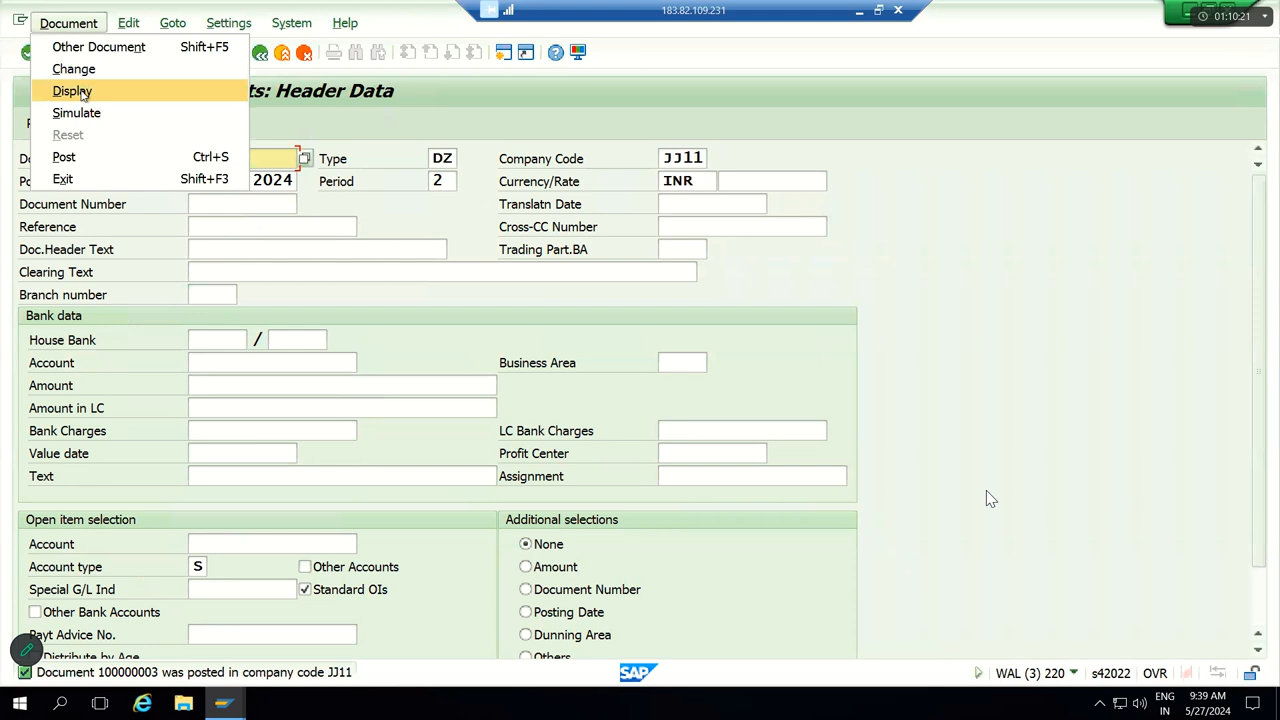 Document Edit Goto Settings System Help
183.82.109.231
01:10:21
Other Document Shift+F5
Change
Display
Simulate
Reset
Post Ctrl+S
Exit Shift+F3
ts: Header Data
Type DZ Company Code JJ11
2024 Period 2 Currency/Rate INR
Document Number Translatn Date
Reference Cross-CC Number
Doc.Header Text Trading Part.BA
Clearing Text
Branch number
Bank data
House Bank /
Account Business Area
Amount
Amount in LC
Bank Charges LC Bank Charges
Value date Profit Center
Text Assignment
Open item selection Additional selections
Account None
Account type S Other Accounts Amount
Special G/L Ind Standard OIs Document Number
Other Bank Accounts Posting Date
Payt Advice No. Dunning Area
Distribute by Age Others
Document 100000003 was posted in company code JJ11 SAP WAL (3) 220 s42022 OVR
ENG 9:39 AM
IN 5/27/2024